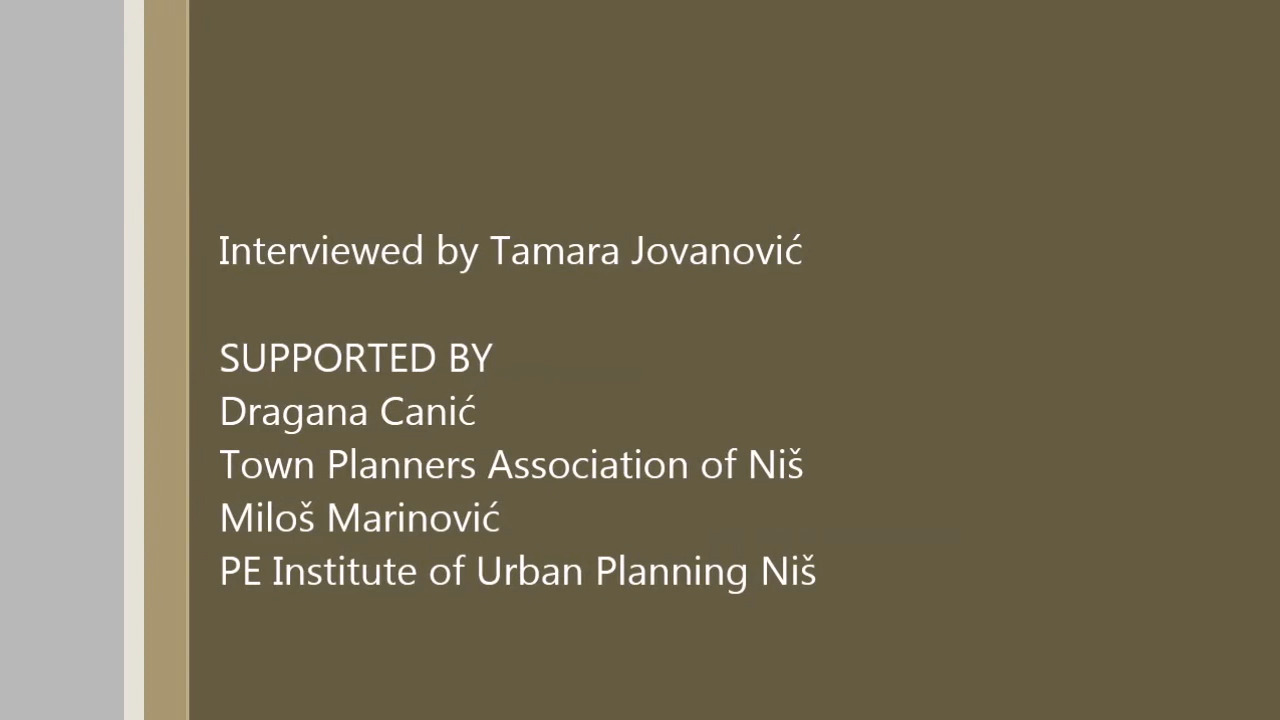 Interviewed by Tamara Jovanović
SUPPORTED BY
Dragana Canić
Town Planners Association of Niš
Miloš Marinović
PE Institute of Urban Planning Niš